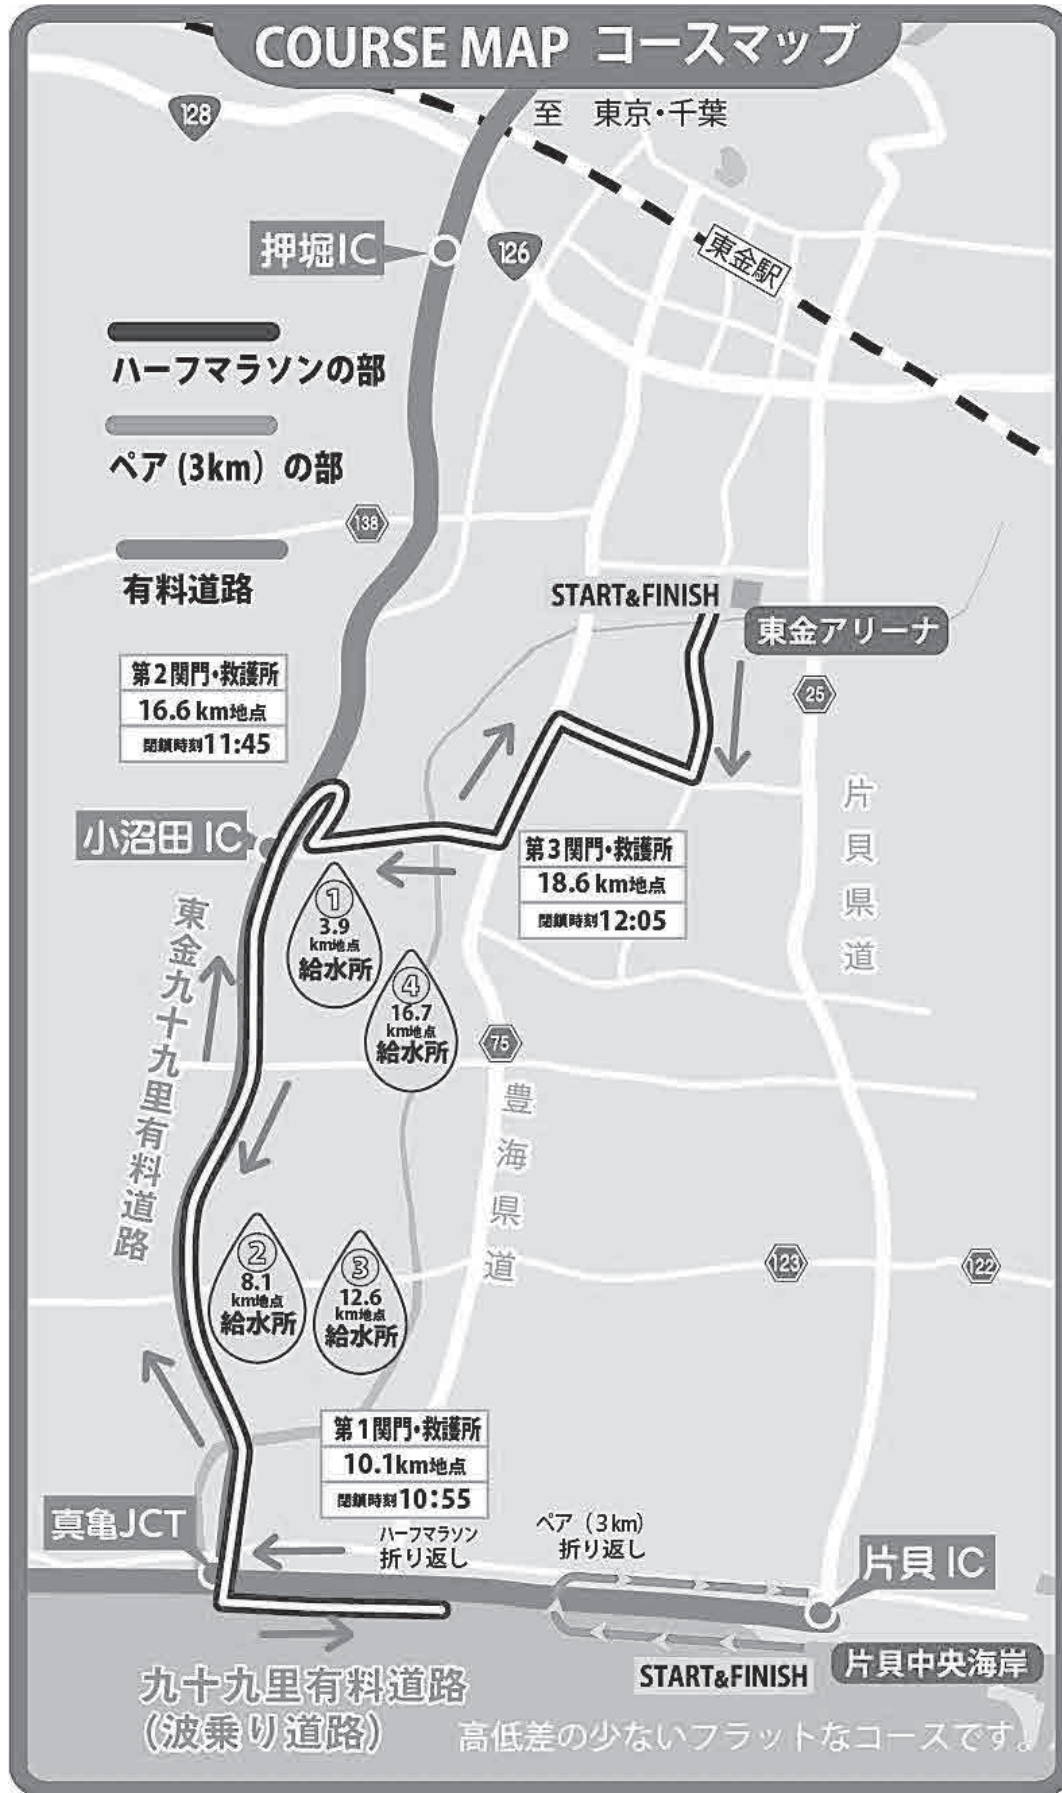 COURSE MAP コースマップ
128
至 東京・千葉
押堀IC
126
東金駅
ハーフマラソンの部
ペア (3km) の部
138
有料道路
START&FINISH
東金アリーナ
第2関門・救護所
16.6 km地点
閉鎖時刻11:45
25
片貝県道
小沼田 IC
第3関門・救護所
18.6 km地点
閉鎖時刻12:05
①
3.9
km地点
給水所
東金九十九里有料道路
④
16.7
km地点
給水所
75
豊海県道
②
8.1
km地点
給水所
③
12.6
km地点
給水所
123
122
第1関門・救護所
10.1km地点
閉鎖時刻10:55
真亀JCT
ハーフマラソン
折り返し
ペア (3km)
折り返し
片貝 IC
START&FINISH
片貝中央海岸
九十九里有料道路
(波乗り道路)
高低差の少ないフラットなコースです。